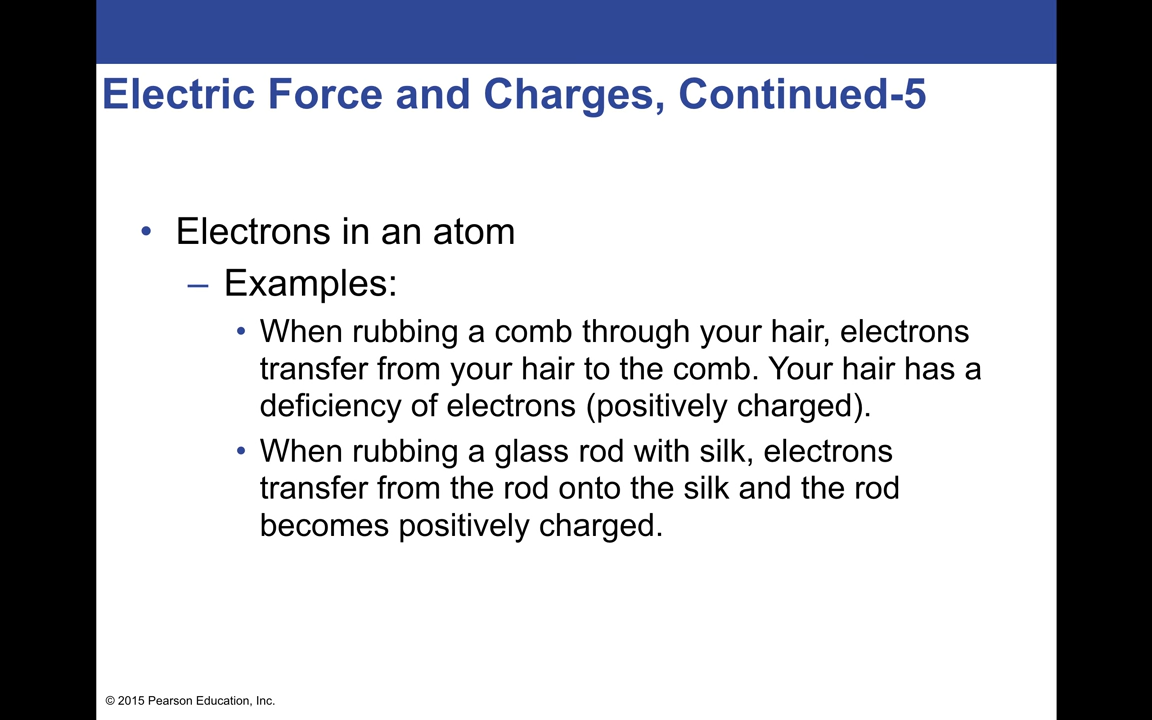 Electric Force and Charges, Continued-5
• Electrons in an atom
– Examples:
• When rubbing a comb through your hair, electrons
transfer from your hair to the comb. Your hair has a
deficiency of electrons (positively charged).
• When rubbing a glass rod with silk, electrons
transfer from the rod onto the silk and the rod
becomes positively charged.
© 2015 Pearson Education, Inc.